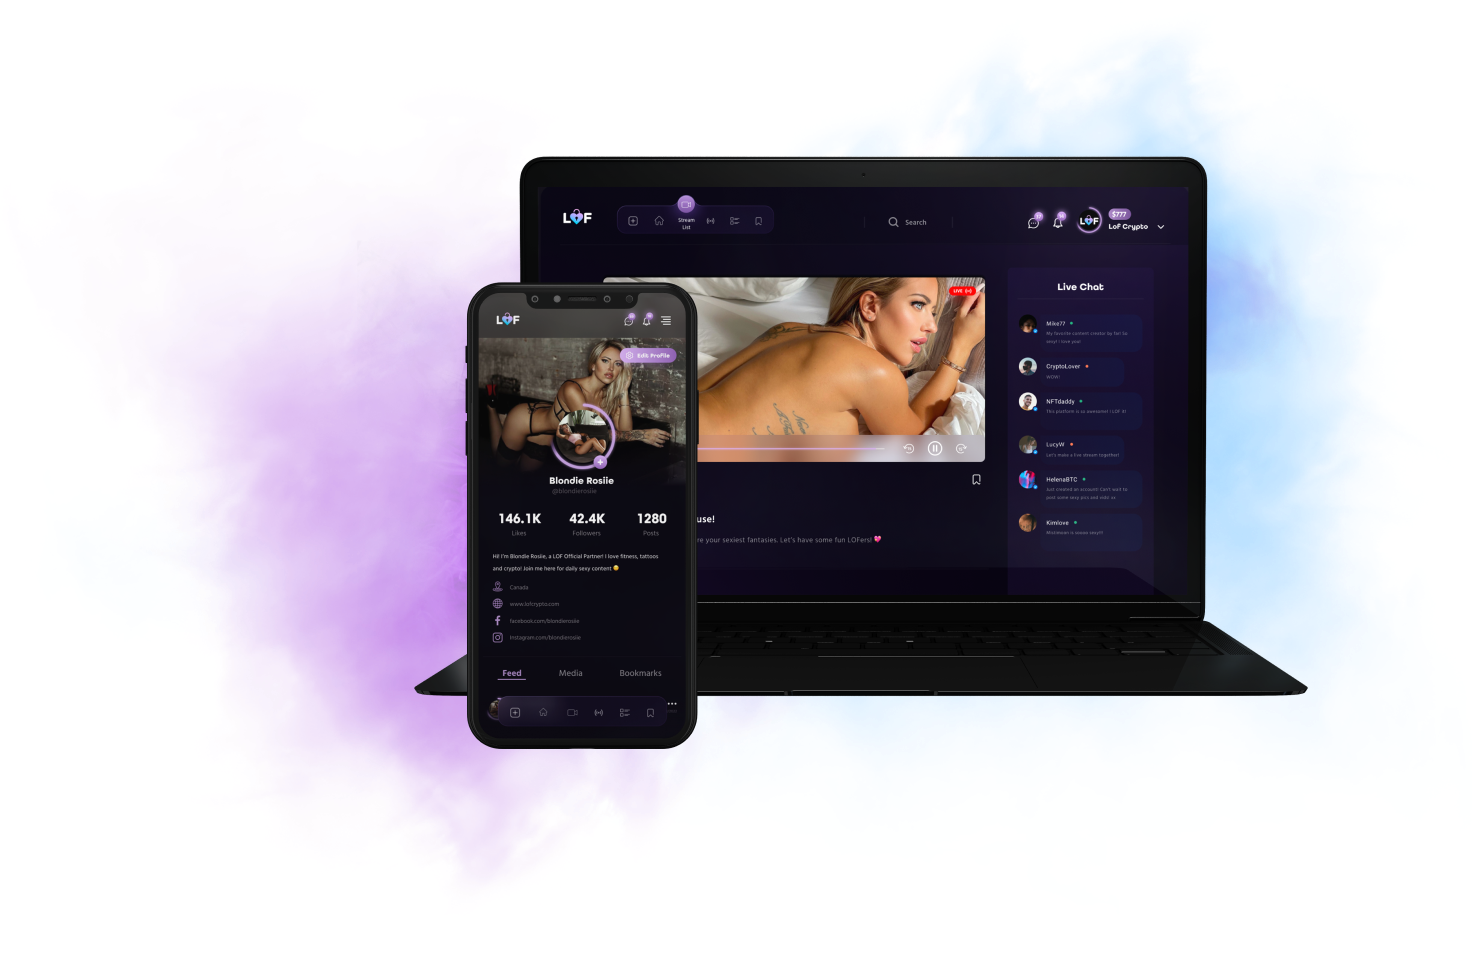 LOF
Stream
List
Search
$777
Lof Crypto
LOF
LIVE
Live Chat
Mike77
My favorite content creator by far! So
sexy! I love you!
CryptoLover
WOW!
NFTdaddy
This platform is so awesome! I LOF it!
LucyW
Let's make a live stream together!
HelenaBTC
Just created an account! Can't wait to
post some sexy pics and vids! xx
Kimlove
use!
re your sexiest fantasies. Let's have some fun LOFers! 💖
LOF
Edit Profile
Blondie Rosiie
@blondierosiie
146.1K
42.4K
1280
Likes
Followers
Posts
Hi! I'm Blondie Rosiie, a LOF Official Partner! I love fitness, tattoos
and crypto! Join me here for daily sexy content 😊
Canada
www.lofcrypto.com
facebook.com/blondierosiie
instagram.com/blondierosiie
Feed
Media
Bookmarks